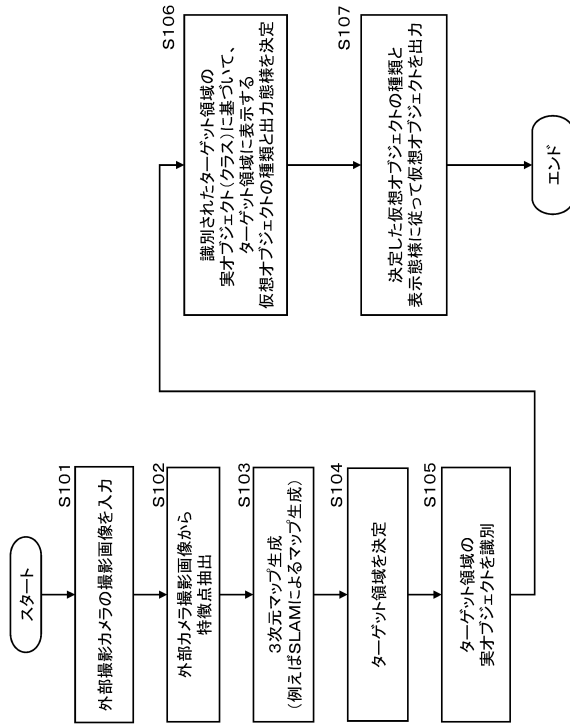 スタート
S101
外部撮影カメラの撮影画像を入力
S102
外部カメラ撮影画像から
特徴点抽出
S103
3次元マップ生成
(例えばSLAMによるマップ生成)
S104
ターゲット領域を決定
S105
ターゲット領域の
実オブジェクトを識別
S106
識別されたターゲット領域の
実オブジェクト(クラス)に基づいて、
ターゲット領域に表示する
仮想オブジェクトの種類と出力態様を決定
S107
決定した仮想オブジェクトの種類と
表示態様に従って仮想オブジェクトを出力
エンド